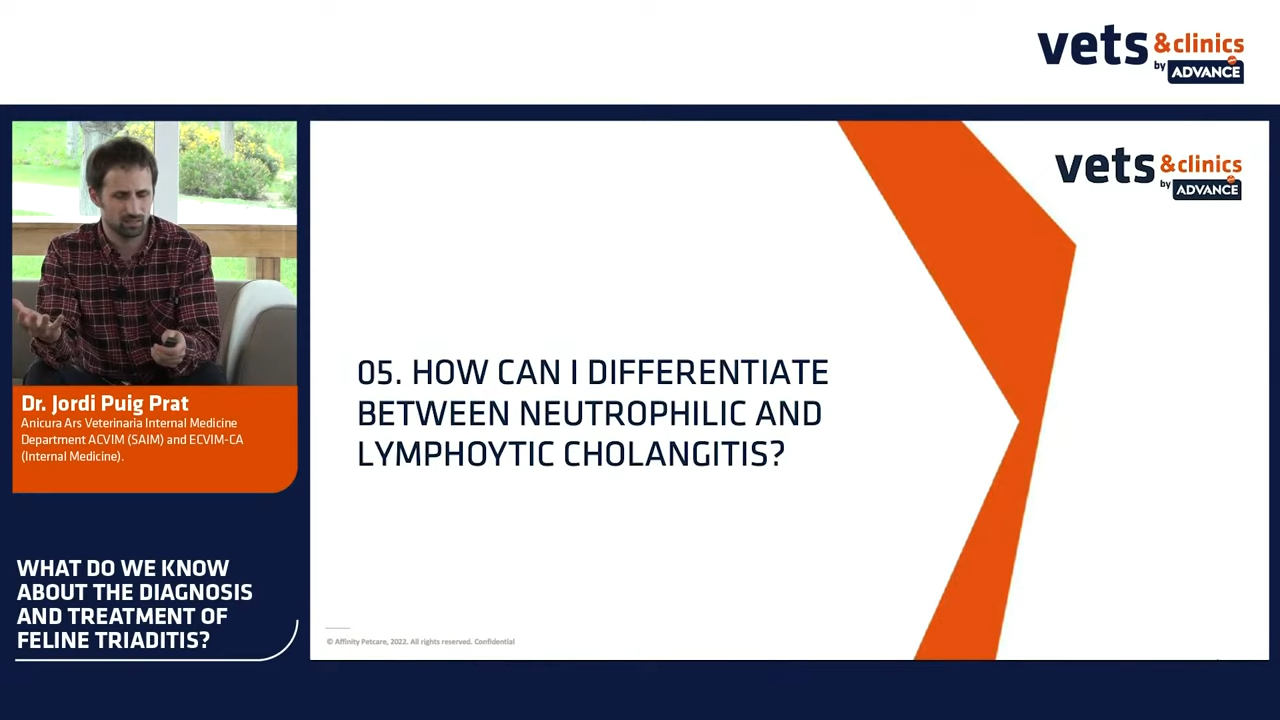 vets &clinics
by ADVANCE
vets &clinics
by ADVANCE
05. HOW CAN I DIFFERENTIATE
BETWEEN NEUTROPHILIC AND
LYMPHOYTIC CHOLANGITIS?
© Affinity Petcare, 2022. All rights reserved. Confidential
Dr. Jordi Puig Prat
Anicura Ars Veterinaria Internal Medicine
Department ACVIM (SAIM) and ECVIM-CA
(Internal Medicine).
WHAT DO WE KNOW
ABOUT THE DIAGNOSIS
AND TREATMENT OF
FELINE TRIADITIS?